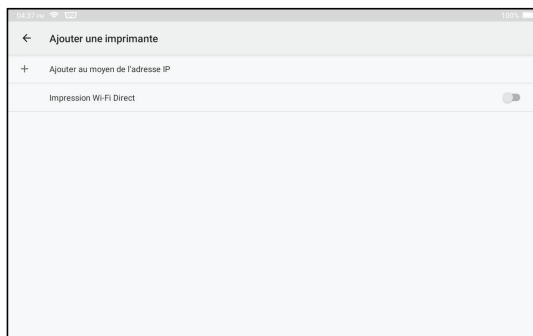 04:37 PM 100%
Ajouter une imprimante
Ajouter au moyen de l'adresse IP
Impression Wi-Fi Direct